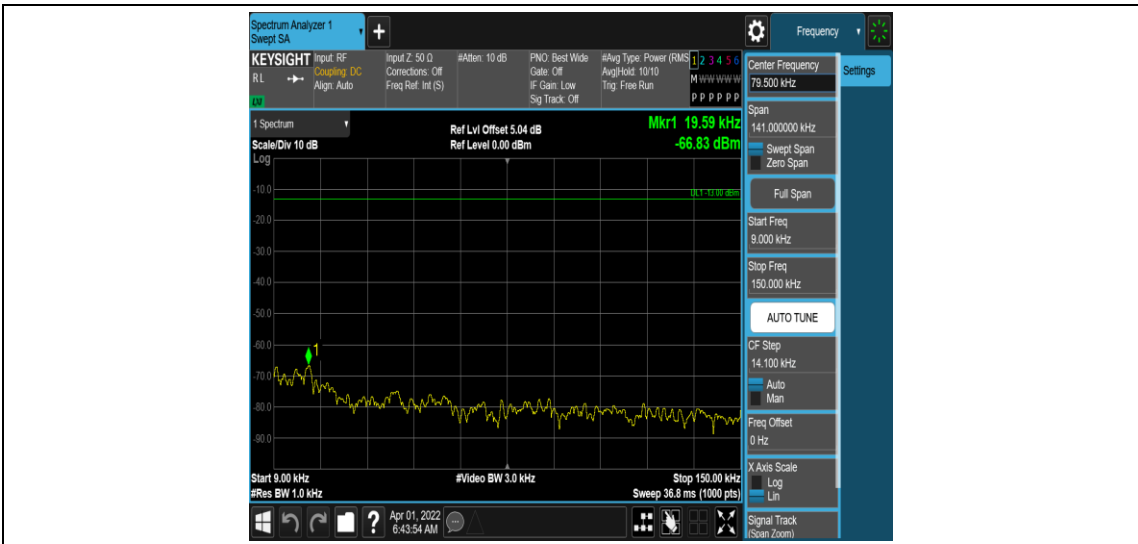 Spectrum Analyzer 1
Swept SA
+
Frequency
KEYSIGHT
RL
LXI
Input: RF
Coupling: DC
Align: Auto
Input Z: 50 Ω
Corrections: Off
Freq Ref: Int (S)
#Atten: 10 dB
PNO: Best Wide
Gate: Off
IF Gain: Low
Sig Track: Off
#Avg Type: Power (RMS
Avg|Hold: 10/10
Trig: Free Run
1 2 3 4 5 6
M W W W W W
P P P P P P
1 Spectrum
Scale/Div 10 dB
Log
Ref Lvl Offset 5.04 dB
Ref Level 0.00 dBm
Mkr1 19.59 kHz
-66.83 dBm
DL1 -13.00 dBm
-10.0
-20.0
-30.0
-40.0
-50.0
-60.0
-70.0
-80.0
-90.0
1
Start 9.00 kHz
#Res BW 1.0 kHz
#Video BW 3.0 kHz
Stop 150.00 kHz
Sweep 36.8 ms (1000 pts)
?
Apr 01, 2022
6:43:54 AM
Center Frequency
79.500 kHz
Settings
Span
141.000000 kHz
Swept Span
Zero Span
Full Span
Start Freq
9.000 kHz
Stop Freq
150.000 kHz
AUTO TUNE
CF Step
14.100 kHz
Auto
Man
Freq Offset
0 Hz
X Axis Scale
Log
Lin
Signal Track
(Span Zoom)